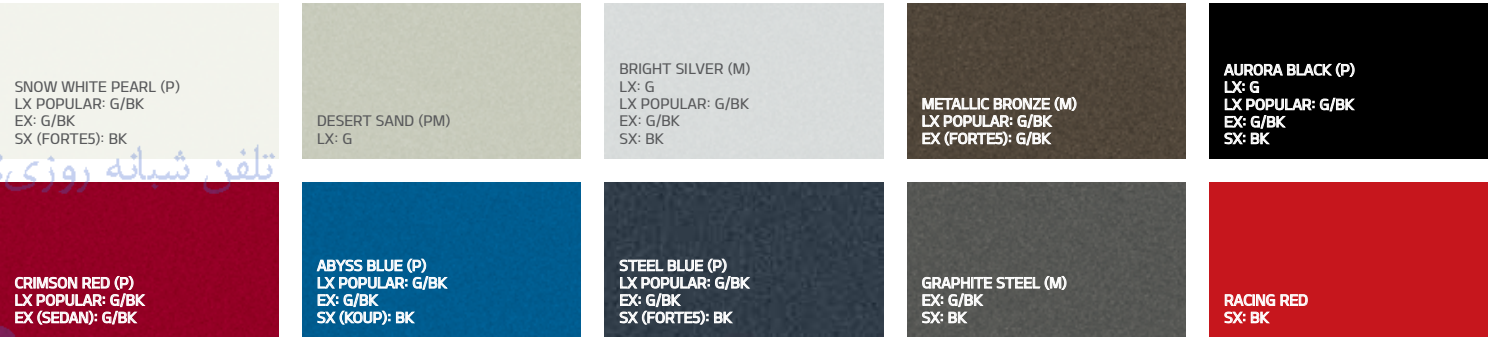 SNOW WHITE PEARL (P)
LX POPULAR: G/BK
EX: G/BK
SX (FORTE5): BK
DESERT SAND (PM)
LX: G
BRIGHT SILVER (M)
LX: G
LX POPULAR: G/BK
EX: G/BK
SX: BK
METALLIC BRONZE (M)
LX POPULAR: G/BK
EX (FORTE5): G/BK
AURORA BLACK (P)
LX: G
LX POPULAR: G/BK
EX: G/BK
SX: BK
تلفن شبانه روزی:
CRIMSON RED (P)
LX POPULAR: G/BK
EX (SEDAN): G/BK
ABYSS BLUE (P)
LX POPULAR: G/BK
EX: G/BK
SX (KOUP): BK
STEEL BLUE (P)
LX POPULAR: G/BK
EX: G/BK
SX (FORTE5): BK
GRAPHITE STEEL (M)
EX: G/BK
SX: BK
RACING RED
SX: BK